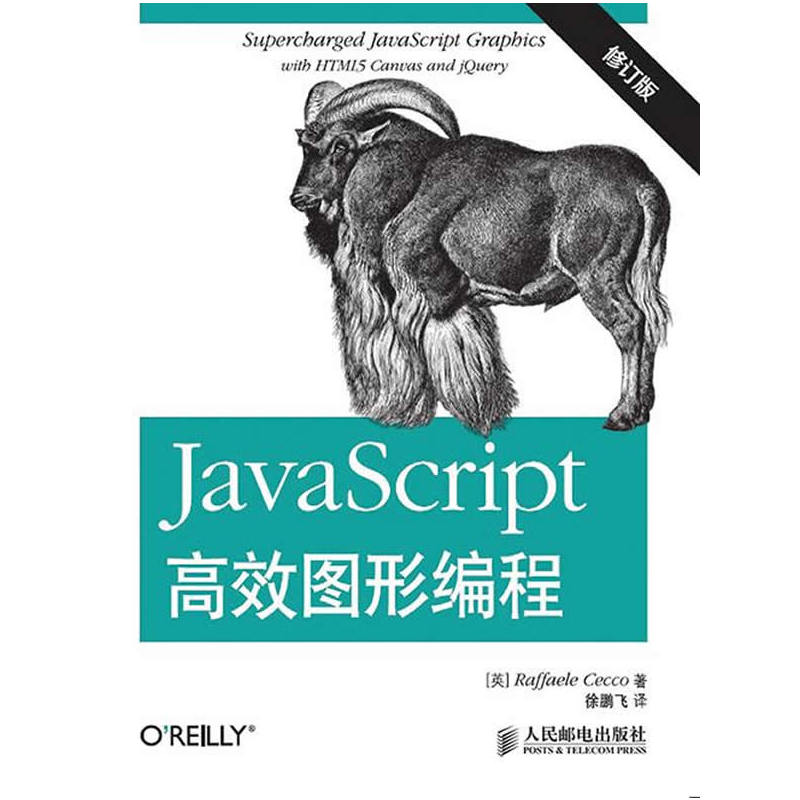 Supercharged JavaScript Graphics
with HTML5 Canvas and jQuery
修订版
JavaScript
高效图形编程
[英] Raffaele Cecco 著
徐鹏飞 译
O'REILLY®
人民邮电出版社
POSTS & TELECOM PRESS